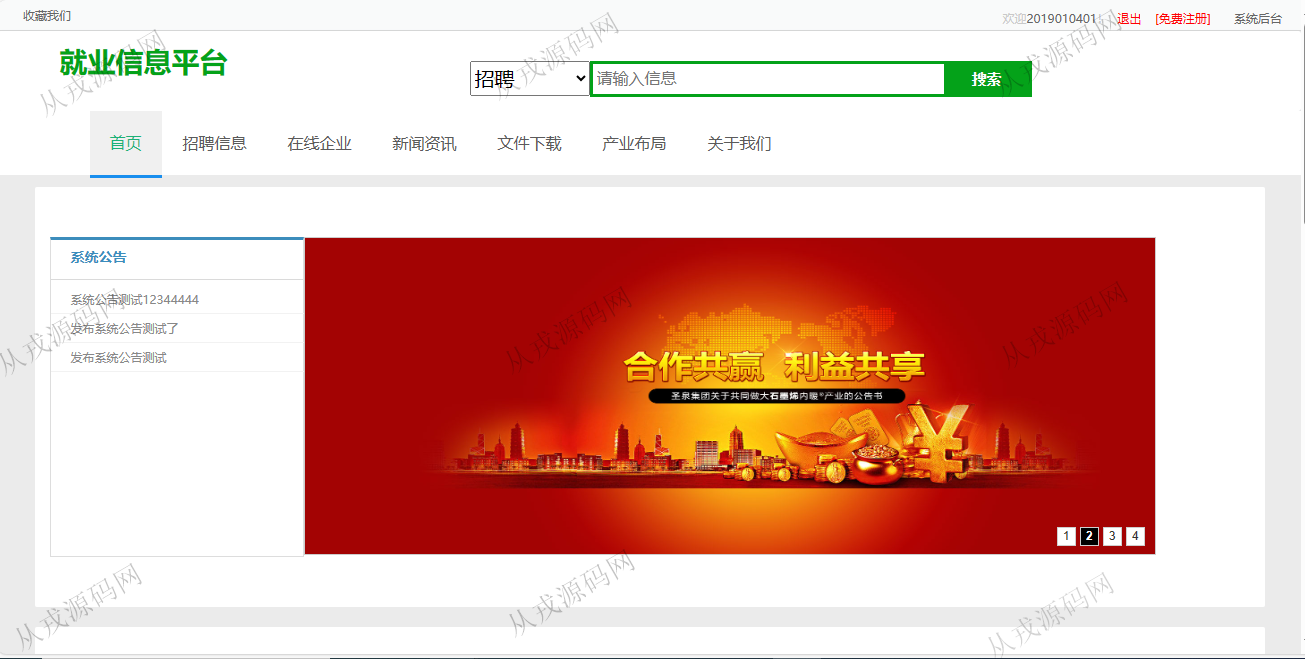 收藏我们
欢迎2019010401 退出 [免费注册] 系统后台
就业信息平台
招聘 请输入信息 搜索
首页 招聘信息 在线企业 新闻资讯 文件下载 产业布局 关于我们
系统公告
系统公告测试12344444
发布系统公告测试了
发布系统公告测试
合作共赢 利益共享
圣泉集团关于共同做大石墨烯内暖®产业的公告书
1 2 3 4
从戎源码网
从戎源码网
从戎源码网
从戎源码网
从戎源码网
从戎源码网
从戎源码网
从戎源码网
从戎源码网